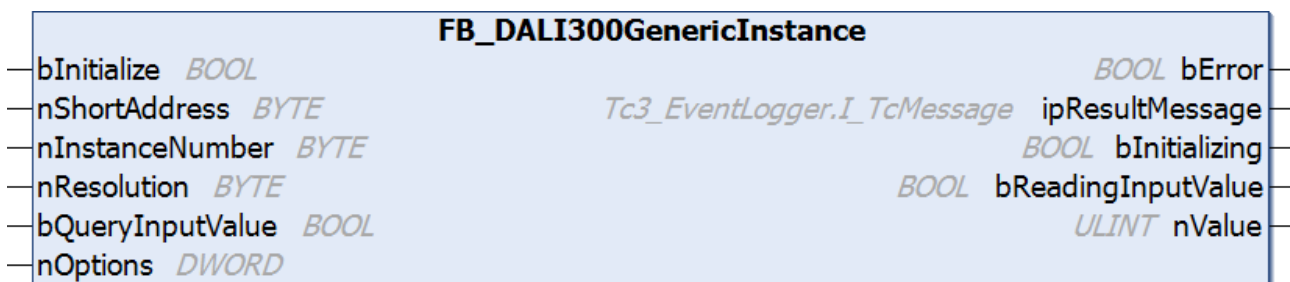 FB_DALI300GenericInstance
bInitialize BOOL BOOL bError
nShortAddress BYTE Tc3_EventLogger.I_TcMessage ipResultMessage
nInstanceNumber BYTE BOOL bInitializing
nResolution BYTE BOOL bReadingInputValue
bQueryInputValue BOOL ULINT nValue
nOptions DWORD